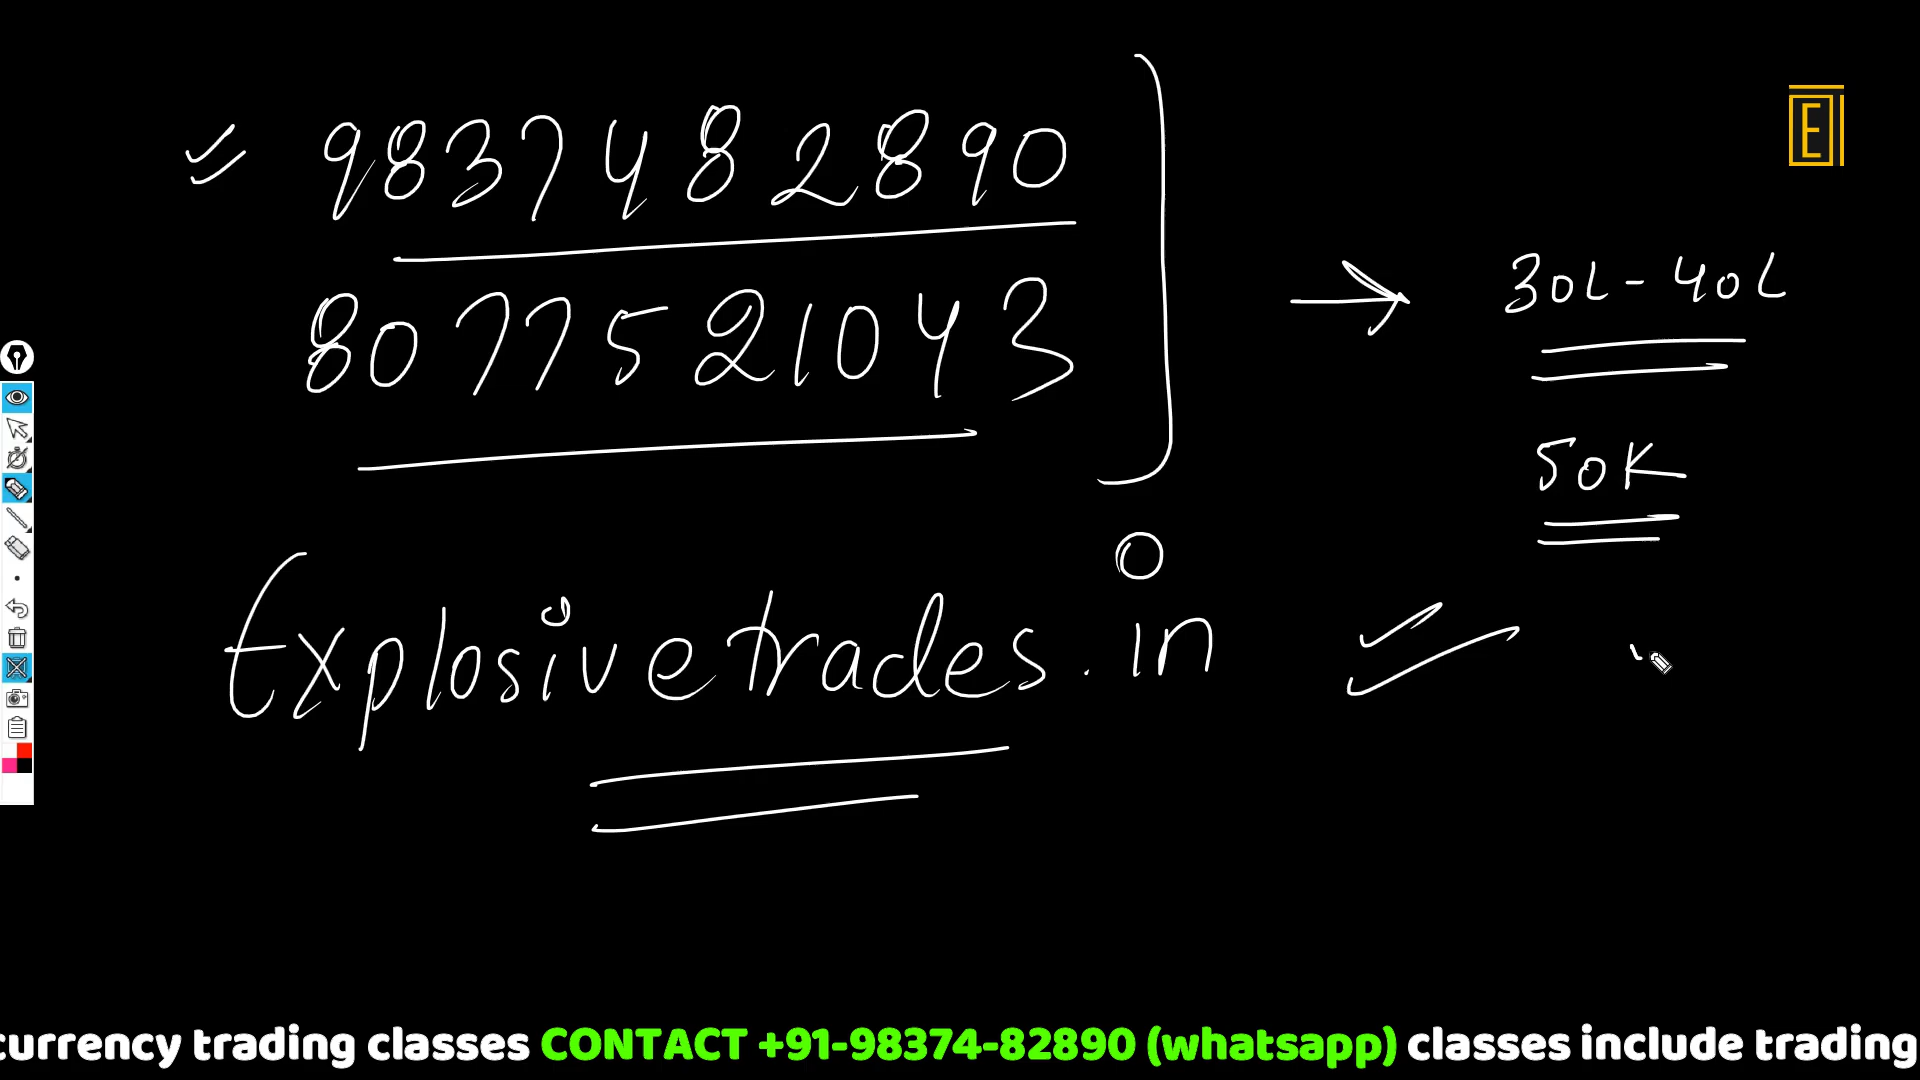 9837482890
8077521043
30L - 40L
50K
Explosivetrades.in
E
currency trading classes CONTACT +91-98374-82890 (whatsapp) classes include trading